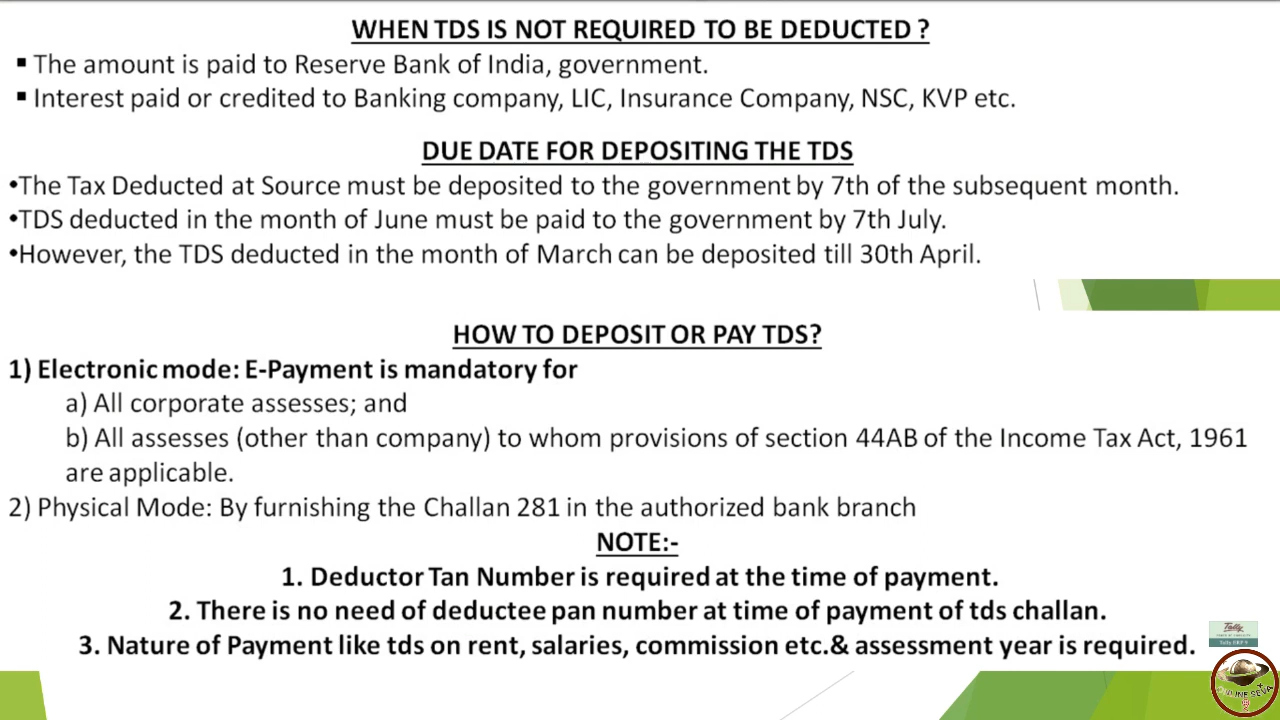 WHEN TDS IS NOT REQUIRED TO BE DEDUCTED ?
▪ The amount is paid to Reserve Bank of India, government.
▪ Interest paid or credited to Banking company, LIC, Insurance Company, NSC, KVP etc.
DUE DATE FOR DEPOSITING THE TDS
•The Tax Deducted at Source must be deposited to the government by 7th of the subsequent month.
•TDS deducted in the month of June must be paid to the government by 7th July.
•However, the TDS deducted in the month of March can be deposited till 30th April.
HOW TO DEPOSIT OR PAY TDS?
1) Electronic mode: E-Payment is mandatory for
a) All corporate assesses; and
b) All assesses (other than company) to whom provisions of section 44AB of the Income Tax Act, 1961
are applicable.
2) Physical Mode: By furnishing the Challan 281 in the authorized bank branch
NOTE:-
1. Deductor Tan Number is required at the time of payment.
2. There is no need of deductee pan number at time of payment of tds challan.
3. Nature of Payment like tds on rent, salaries, commission etc.& assessment year is required.
Tally
Tally.ERP 9
ONLINE SEVA